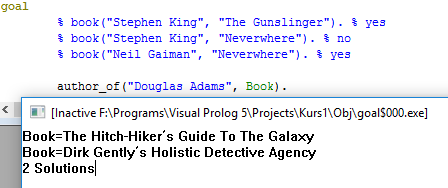 goal
% book("Stephen King", "The Gunslinger"). % yes
% book("Stephen King", "Neverwhere"). % no
% book("Neil Gaiman", "Neverwhere"). % yes
author_of("Douglas Adams", Book).
[Inactive F:\Programs\Visual Prolog 5\Projects\Kurs1\Obj\goal$000.exe]
Book=The Hitch-Hiker´s Guide To The Galaxy
Book=Dirk Gently´s Holistic Detective Agency
2 Solutions